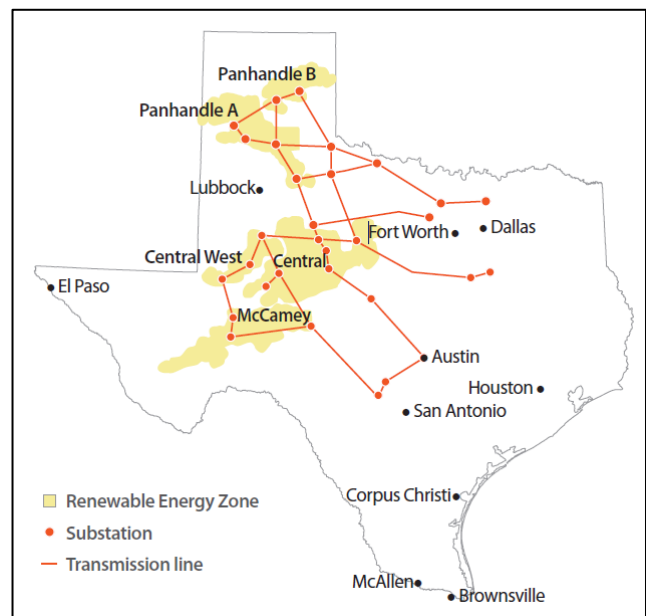 Panhandle B
Panhandle A
Lubbock
Fort Worth
Dallas
Central West
Central
El Paso
McCamey
Austin
Houston
San Antonio
Renewable Energy Zone
Corpus Christi
Substation
Transmission line
McAllen
Brownsville